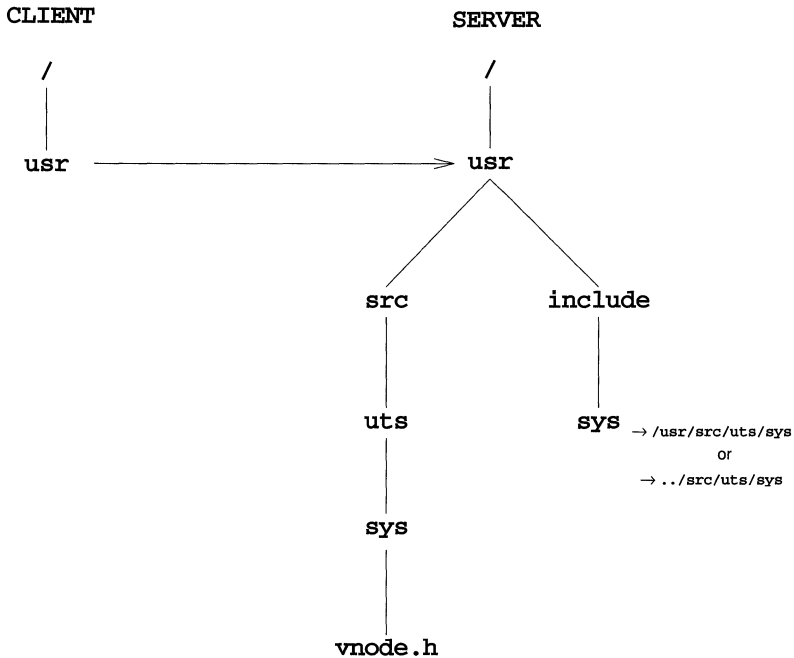 CLIENT
SERVER
/
/
usr
usr
src
include
uts
sys
→ /usr/src/uts/sys
or
→ ../src/uts/sys
sys
vnode.h